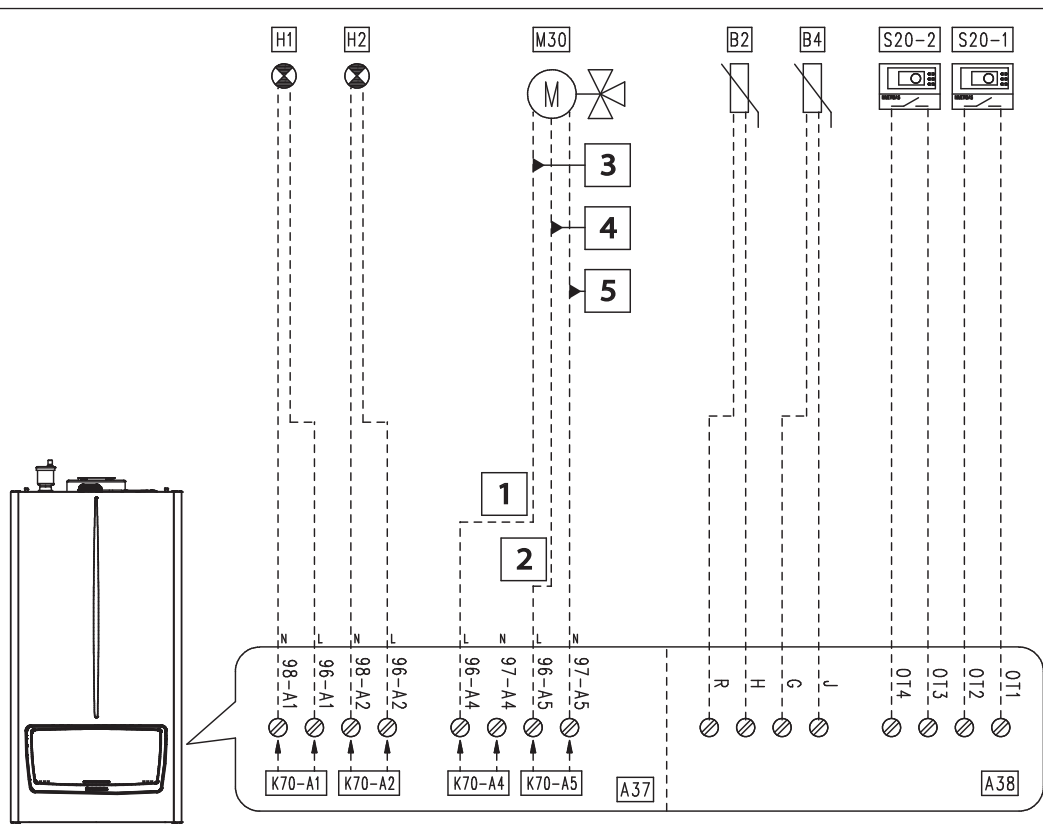 H1 H2 M30 B2 B4 S20-2 S20-1
M
3
4
5
1
2
N L N L L N L N
98-A1 96-A1 98-A2 96-A2 96-A4 97-A4 96-A5 97-A5 R H G J OT4 OT3 OT2 OT1
K70-A1 K70-A2 K70-A4 K70-A5 A37 A38